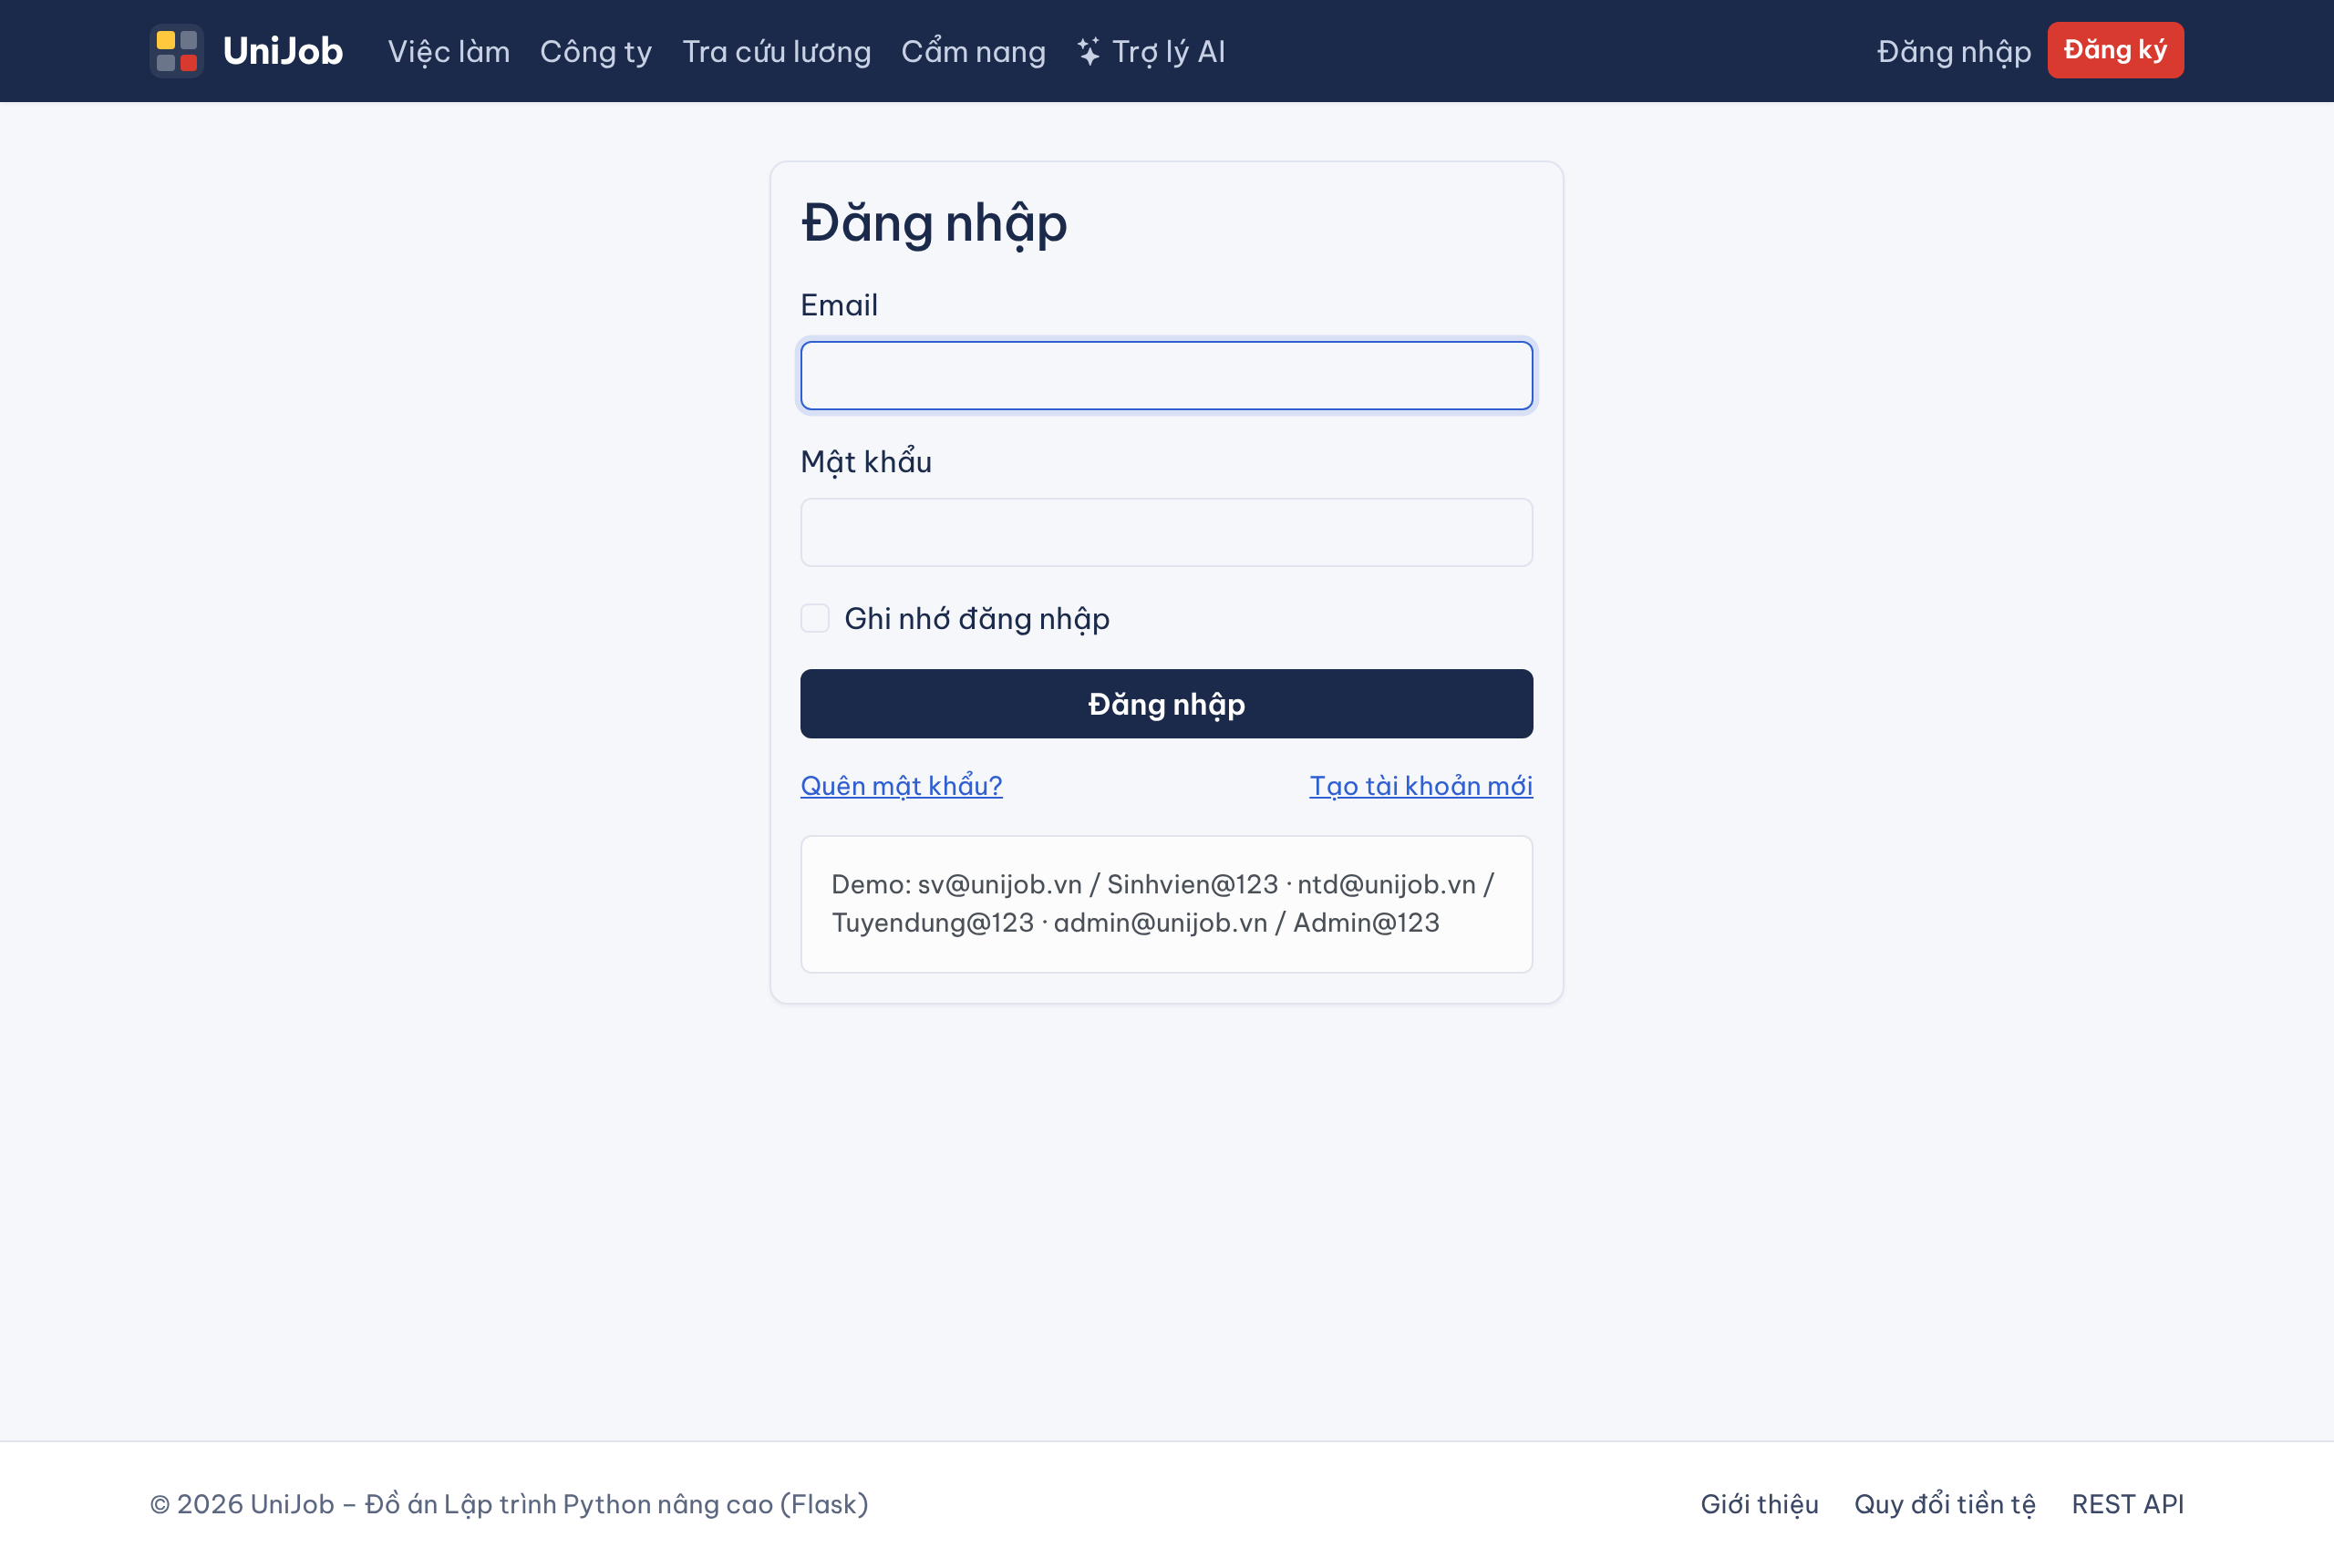 UniJob Việc làm Công ty Tra cứu lương Cẩm nang Trợ lý AI Đăng nhập Đăng ký
Đăng nhập
Email
Mật khẩu
Ghi nhớ đăng nhập
Đăng nhập
Quên mật khẩu? Tạo tài khoản mới
Demo: sv@unijob.vn / Sinhvien@123 · ntd@unijob.vn /
Tuyendung@123 · admin@unijob.vn / Admin@123
© 2026 UniJob – Đồ án Lập trình Python nâng cao (Flask) Giới thiệu Quy đổi tiền tệ REST API